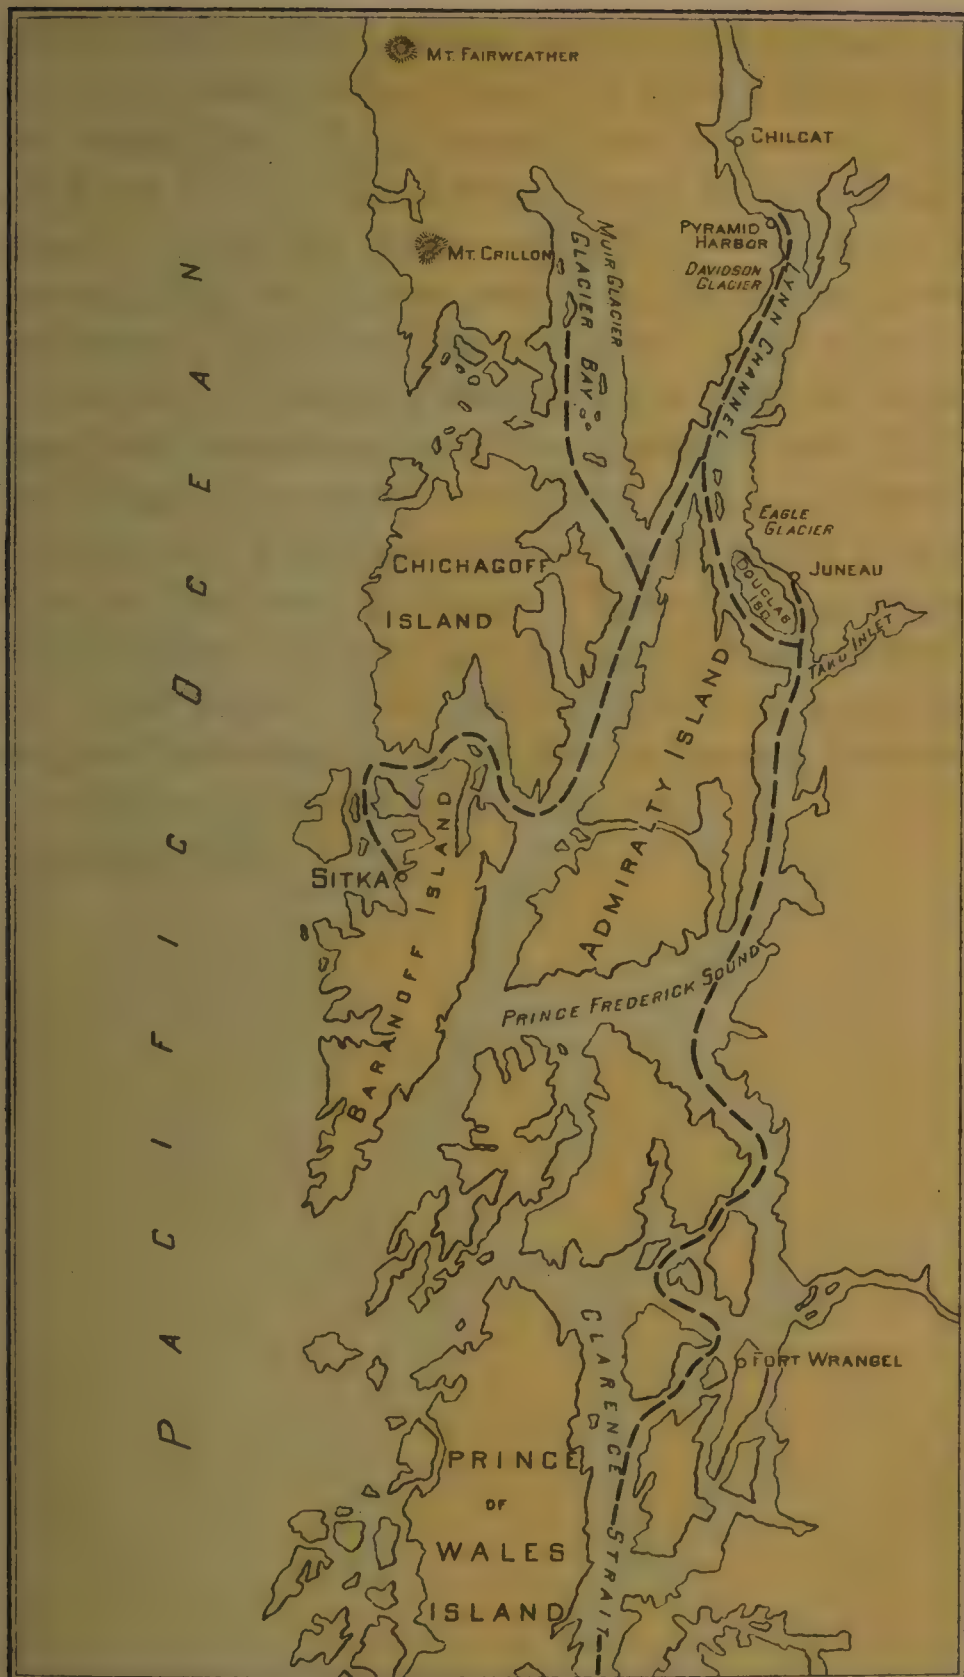 MT. FAIRWEATHER
CHILCAT
PYRAMID
HARBOR
DAVIDSON
GLACIER
LYNN CHANNEL
MT. CRILLON
MUIR GLACIER
GLACIER BAY
EAGLE
GLACIER
JUNEAU
DOUGLAS
ISD.
TAKU INLET
CHICHAGOFF
ISLAND
ADMIRALTY ISLAND
SITKA
BARANOFF ISLAND
PRINCE FREDERICK SOUND
PACIFIC OCEAN
FORT WRANGEL
CLARENCE STRAIT
PRINCE
OF
WALES
ISLAND